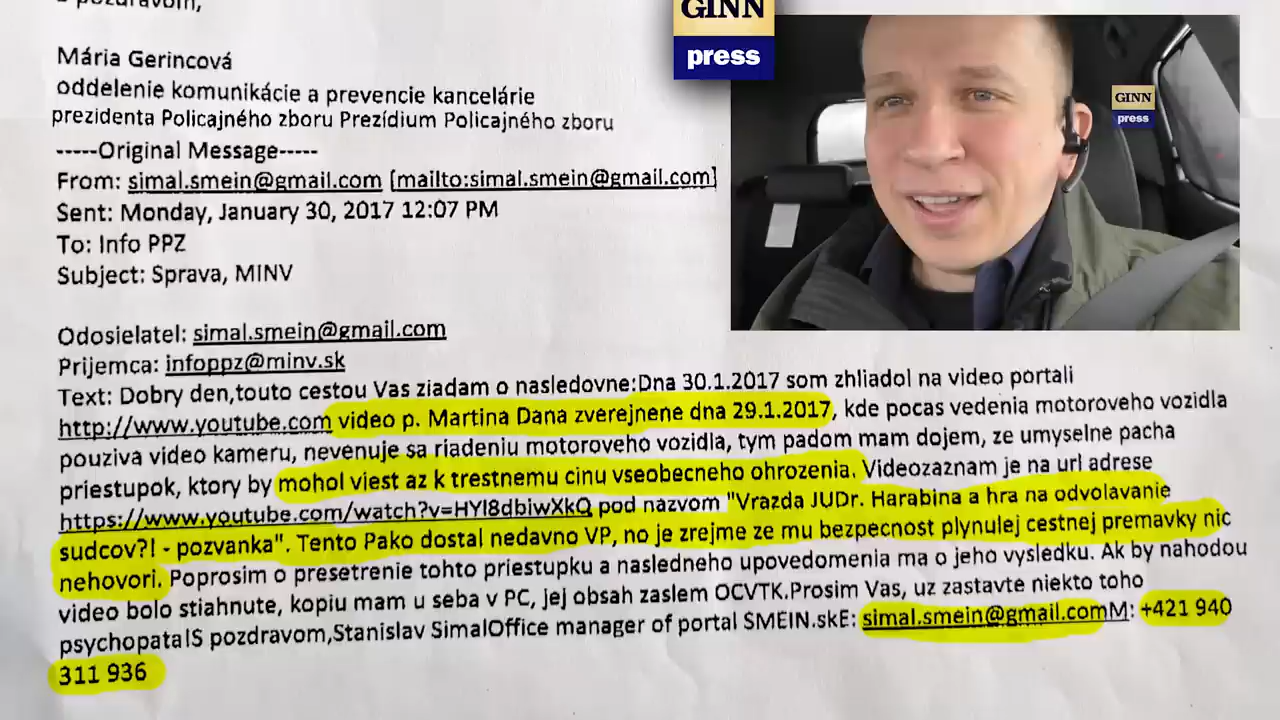 S pozdravom,
GINN
press
Mária Gerincová
oddelenie komunikácie a prevencie kancelárie
prezidenta Policajného zboru Prezídium Policajného zboru
-----Original Message-----
From: simal.smein@gmail.com [mailto:simal.smein@gmail.com]
Sent: Monday, January 30, 2017 12:07 PM
To: Info PPZ
Subject: Sprava, MINV
GINN
press
Odosielatel: simal.smein@gmail.com
Prijemca: infoppz@minv.sk
Text: Dobry den,touto cestou Vas ziadam o nasledovne:Dna 30.1.2017 som zhliadol na video portali
http://www.youtube.com video p. Martina Dana zverejnene dna 29.1.2017, kde pocas vedenia motoroveho vozidla
pouziva video kameru, nevenuje sa riadeniu motoroveho vozidla, tym padom mam dojem, ze umyselne pacha
priestupok, ktory by mohol viest az k trestnemu cinu vseobecneho ohrozenia. Videozaznam je na url adrese
https://www.youtube.com/watch?v=HYl8dbiwXkQ pod nazvom "Vrazda JUDr. Harabina a hra na odvolavanie
sudcov?! - pozvanka". Tento Pako dostal nedavno VP, no je zrejme ze mu bezpecnost plynulej cestnej premavky nic
nehovori. Poprosim o presetrenie tohto priestupku a nasledneho upovedomenia ma o jeho vysledku. Ak by nahodou
video bolo stiahnute, kopiu mam u seba v PC, jej obsah zaslem OCVTK.Prosim Vas, uz zastavte niekto toho
psychopata!S pozdravom,Stanislav SimalOffice manager of portal SMEIN.skE: simal.smein@gmail.comM: +421 940
311 936